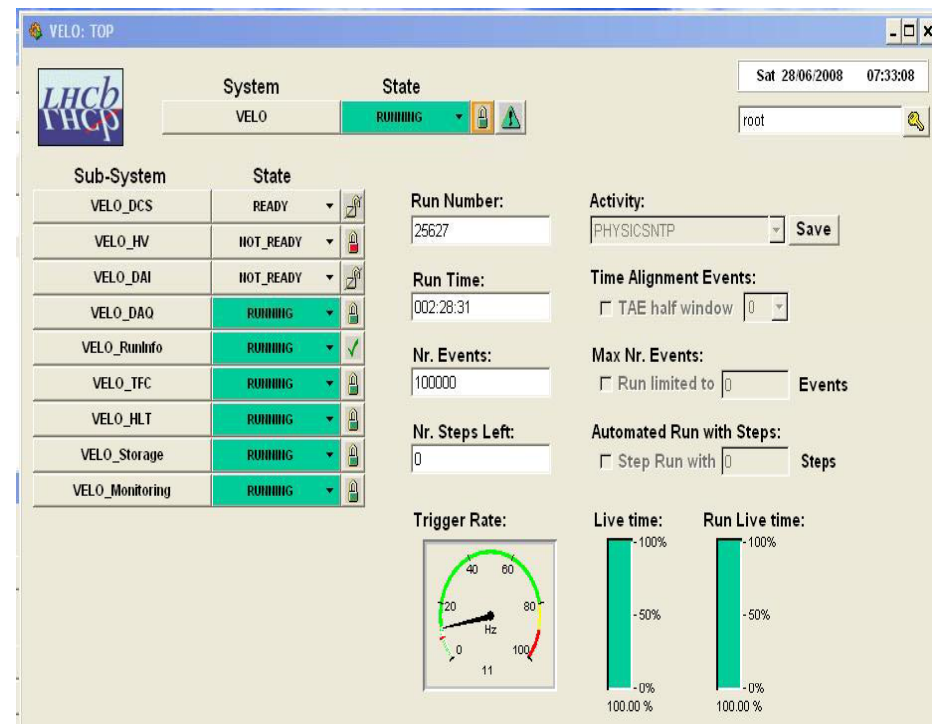 VELO: TOP
LHCb
ΓHCp
System State
VELO RUNNING
Sat 28/06/2008 07:33:08
root
Sub-System State
VELO_DCS READY
VELO_HV NOT_READY
VELO_DAI NOT_READY
VELO_DAQ RUNNING
VELO_RunInfo RUNNING
VELO_TFC RUNNING
VELO_HLT RUNNING
VELO_Storage RUNNING
VELO_Monitoring RUNNING
Run Number:
25627
Activity:
PHYSICSNTP Save
Run Time:
002:28:31
Time Alignment Events:
TAE half window 0
Nr. Events:
100000
Max Nr. Events:
Run limited to 0 Events
Nr. Steps Left:
0
Automated Run with Steps:
Step Run with 0 Steps
Trigger Rate:
40 60
20 80
Hz
0 100
11
Live time:
100%
50%
0%
100.00 %
Run Live time:
100%
50%
0%
100.00 %